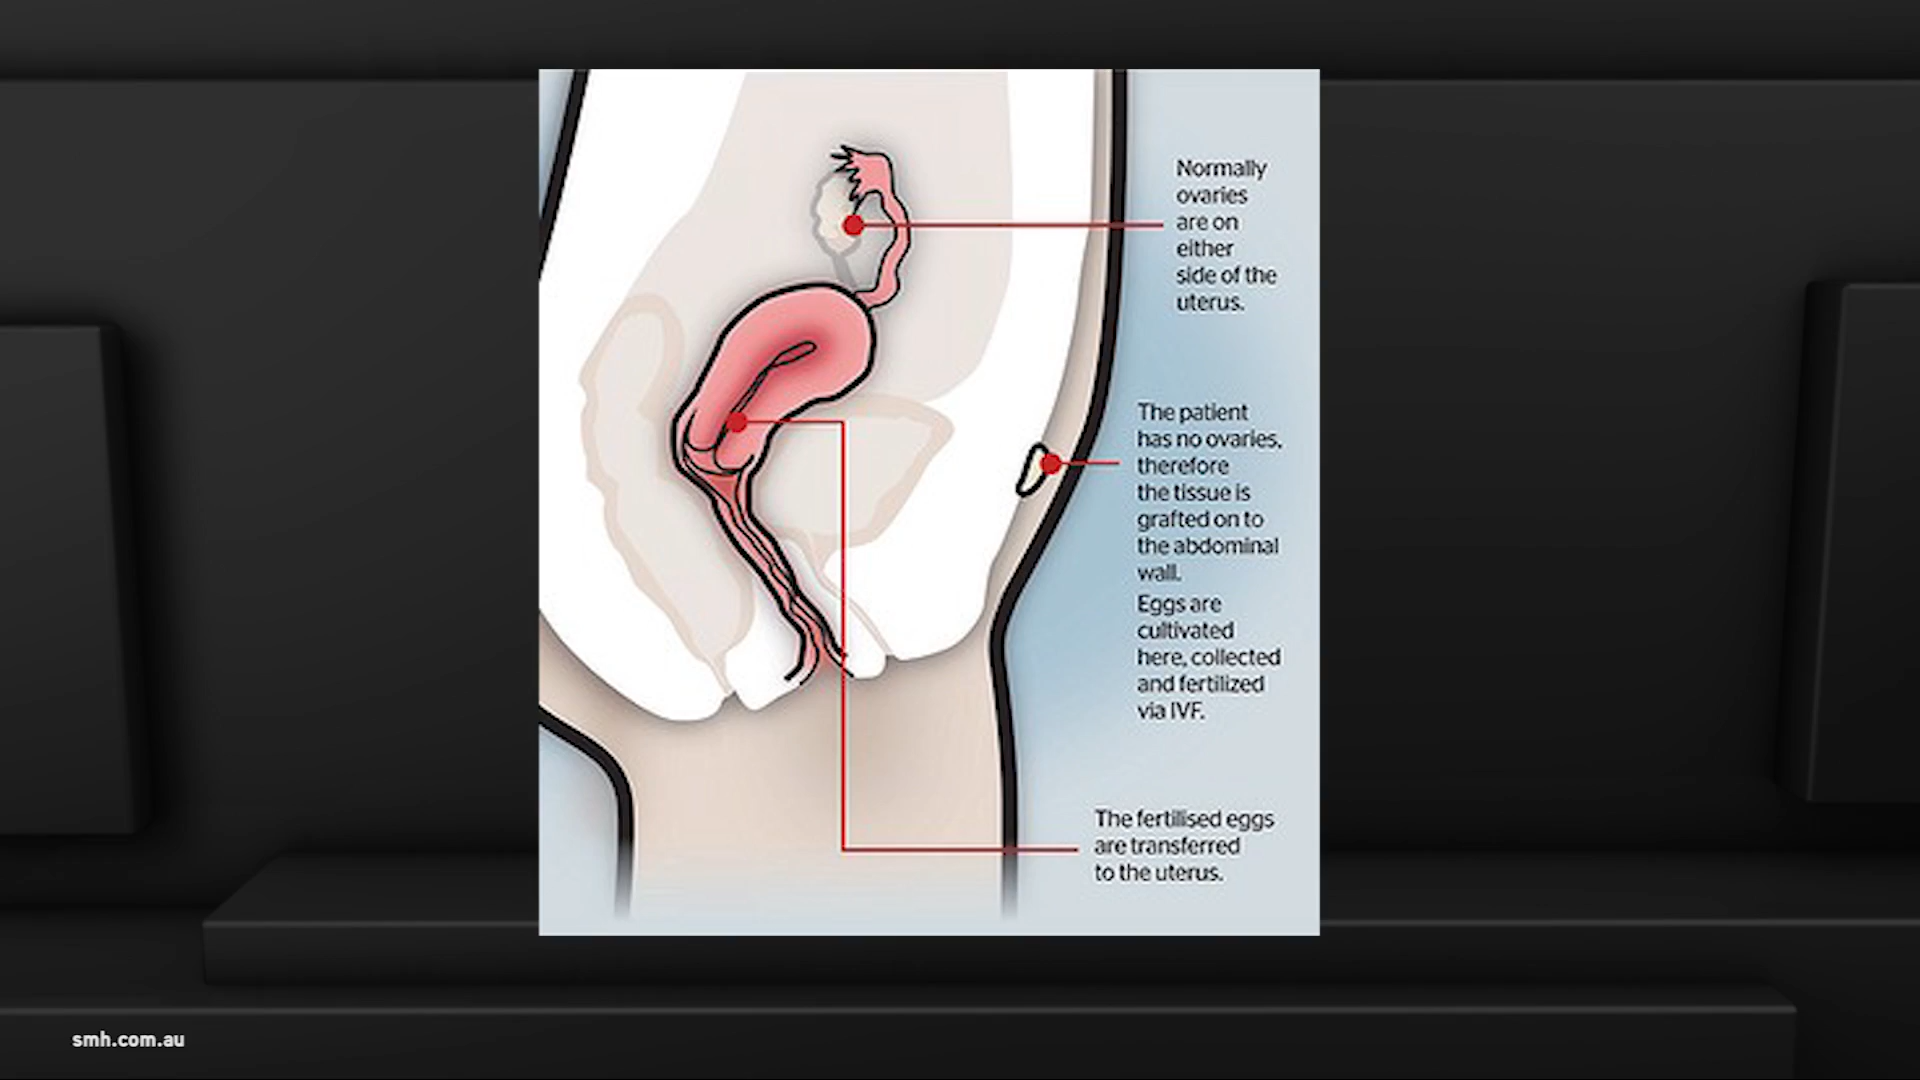 Normally
ovaries
are on
either
side of the
uterus.
The patient
has no ovaries,
therefore
the tissue is
grafted on to
the abdominal
wall.
Eggs are
cultivated
here, collected
and fertilized
via IVF.
The fertilised eggs
are transferred
to the uterus.
smh.com.au